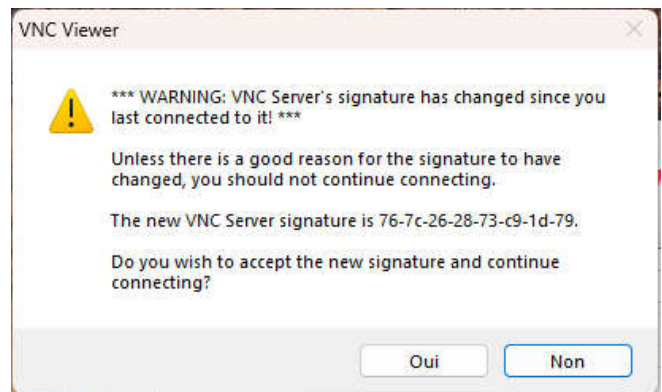 VNC Viewer
*** WARNING: VNC Server's signature has changed since you
last connected to it! ***
Unless there is a good reason for the signature to have
changed, you should not continue connecting.
The new VNC Server signature is 76-7c-26-28-73-c9-1d-79.
Do you wish to accept the new signature and continue
connecting?
Oui
Non